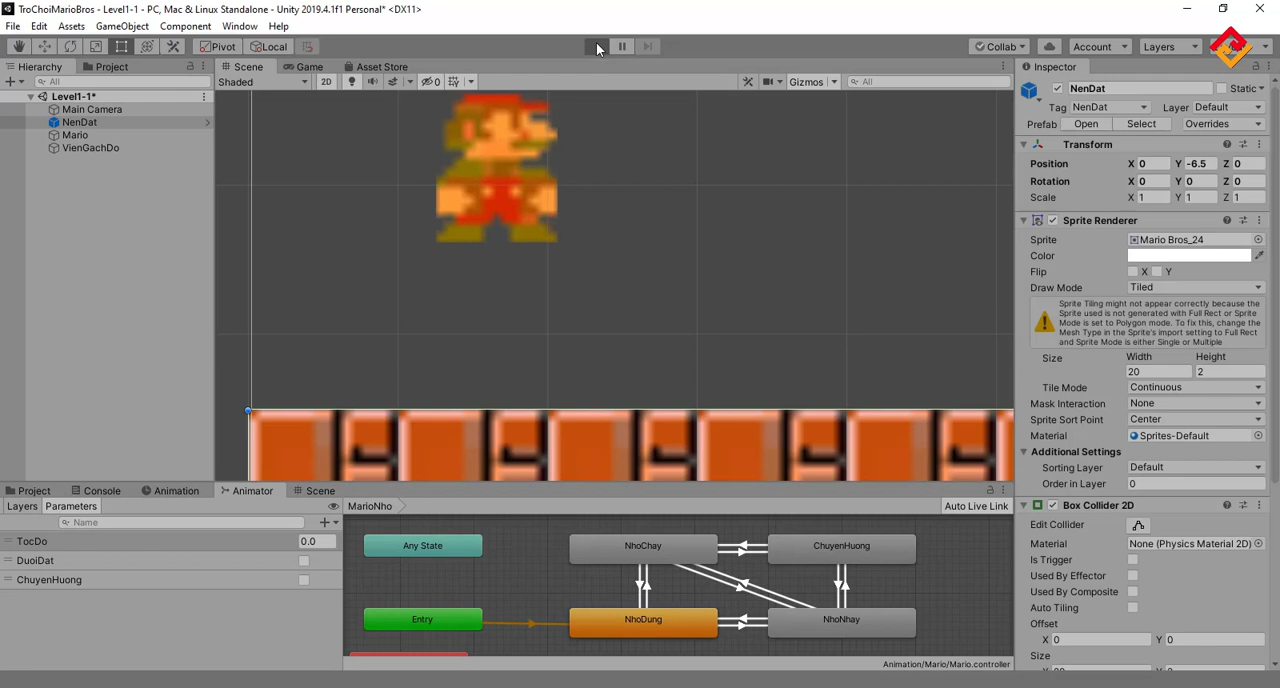 TroChoiMarioBros - Level1-1 - PC, Mac & Linux Standalone - Unity 2019.4.1f1 Personal* <DX11>
File Edit Assets GameObject Component Window Help
Pivot Local Collab Account Layers
Hierarchy Project Scene Game Asset Store Inspector
All Shaded 2D 0 Gizmos All
Level1-1*
Main Camera
NenDat
Mario
VienGachDo
NenDat Static
Tag NenDat Layer Default
Prefab Open Select Overrides
Transform
Position X 0 Y -6.5 Z 0
Rotation X 0 Y 0 Z 0
Scale X 1 Y 1 Z 1
Sprite Renderer
Sprite Mario Bros_24
Color
Flip X Y
Draw Mode Tiled
Sprite Tiling might not appear correctly because the
Sprite used is not generated with Full Rect or Sprite
Mode is set to Polygon mode. To fix this, change the
Mesh Type in the Sprite's import setting to Full Rect
and Sprite Mode is either Single or Multiple
Size Width Height
20 2
Tile Mode Continuous
Mask Interaction None
Sprite Sort Point Center
Material Sprites-Default
Additional Settings
Sorting Layer Default
Order in Layer 0
Box Collider 2D
Edit Collider
Material None (Physics Material 2D)
Is Trigger
Used By Effector
Used By Composite
Auto Tiling
Offset
X 0 Y 0
Size
Project Console Animation Animator Scene
Layers Parameters MarioNho Auto Live Link
Name
TocDo 0.0
DuoiDat
ChuyenHuong
Any State NhoChay ChuyenHuong
Entry NhoDung NhoNhay
Animation/Mario/Mario.controller